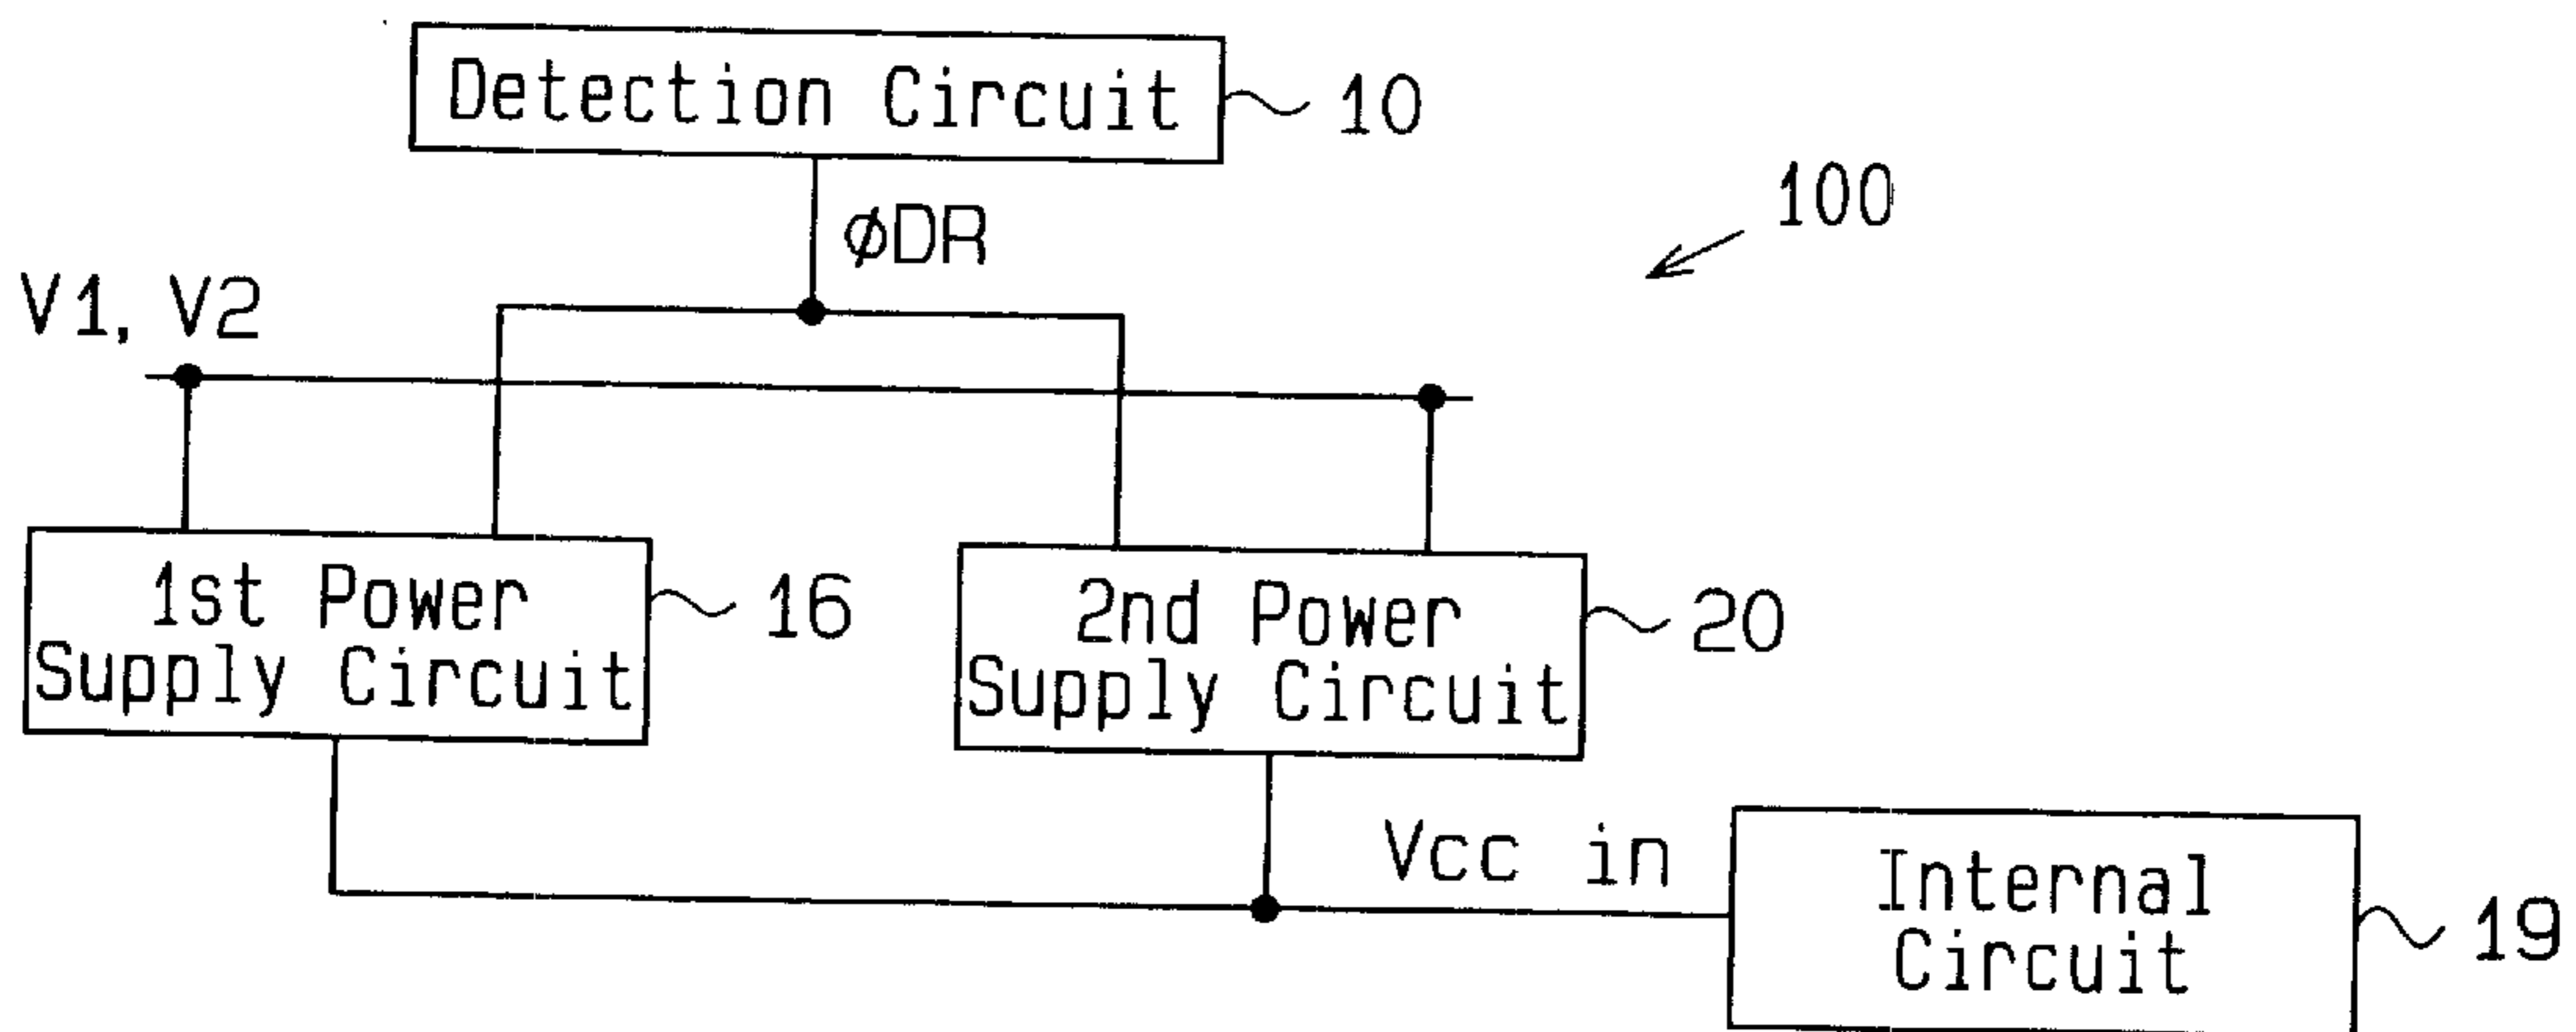 Detection Circuit
10
100
øDR
V1, V2
1st Power
Supply Circuit
16
2nd Power
Supply Circuit
20
Vcc in
Internal
Circuit
19